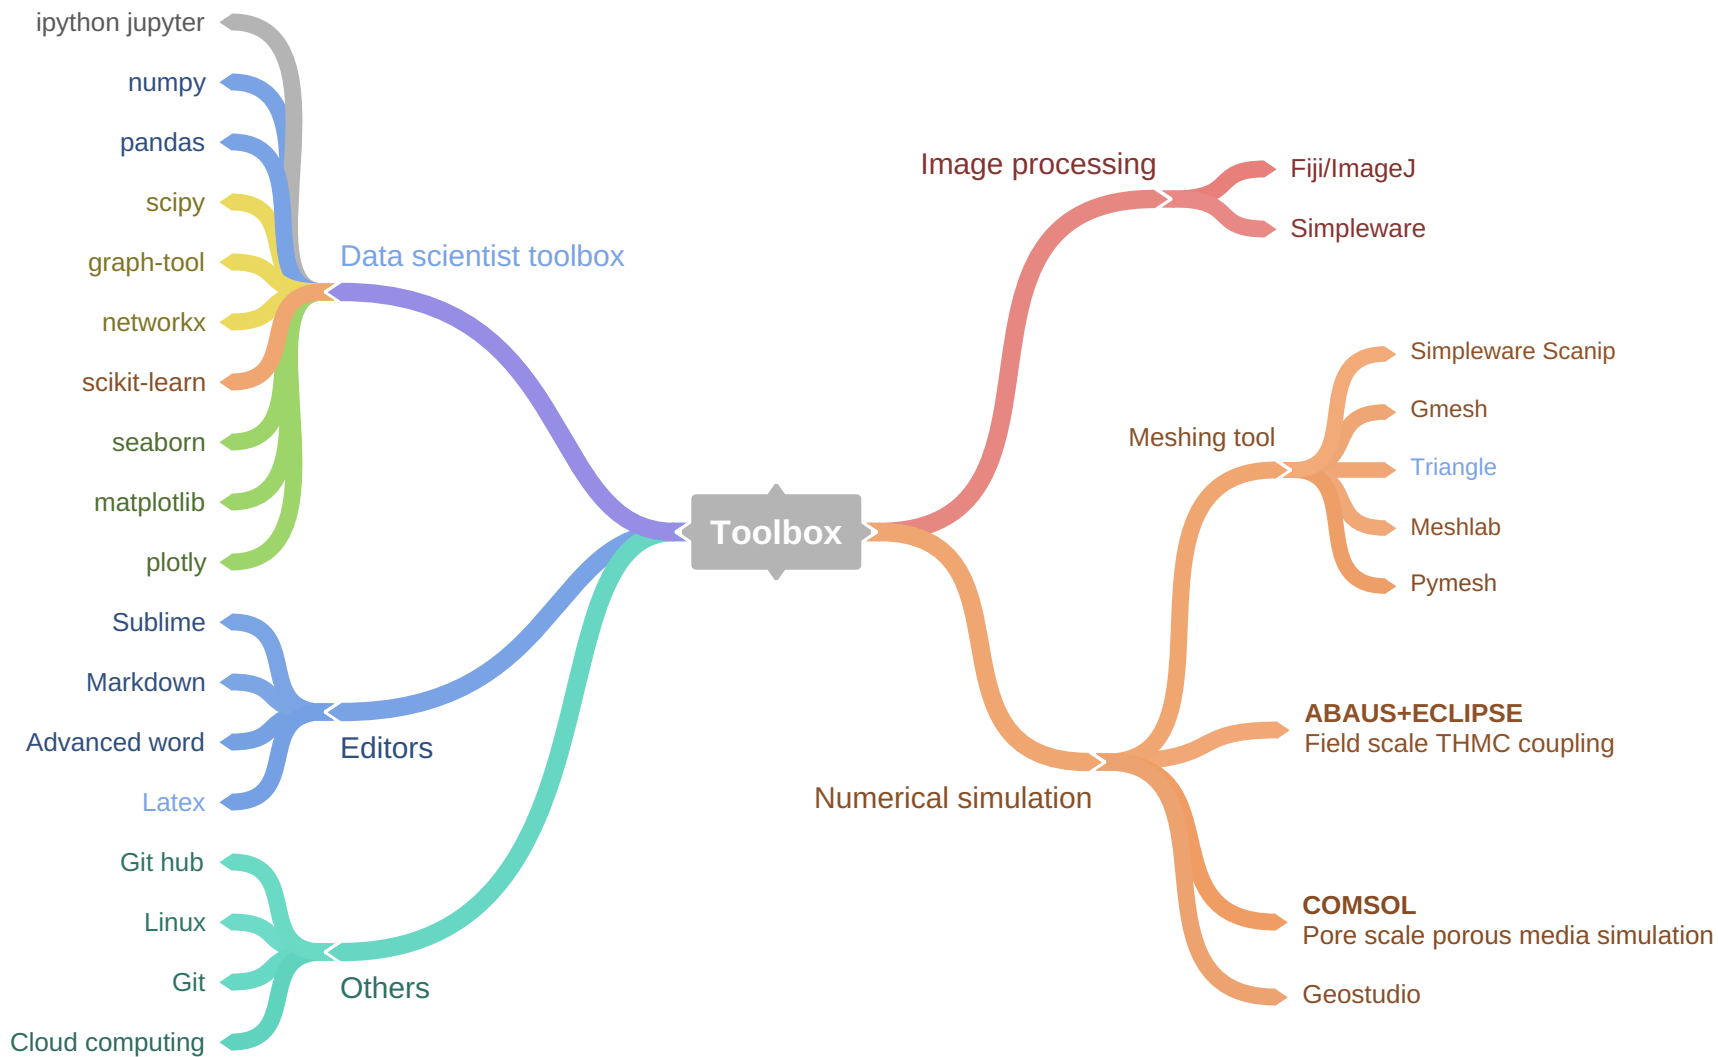 Toolbox
Data scientist toolbox
ipython jupyter
numpy
pandas
scipy
graph-tool
networkx
scikit-learn
seaborn
matplotlib
plotly
Editors
Sublime
Markdown
Advanced word
Latex
Others
Git hub
Linux
Git
Cloud computing
Image processing
Fiji/ImageJ
Simpleware
Numerical simulation
Meshing tool
Simpleware Scanip
Gmesh
Triangle
Meshlab
Pymesh
ABAUS+ECLIPSE
Field scale THMC coupling
COMSOL
Pore scale porous media simulation
Geostudio